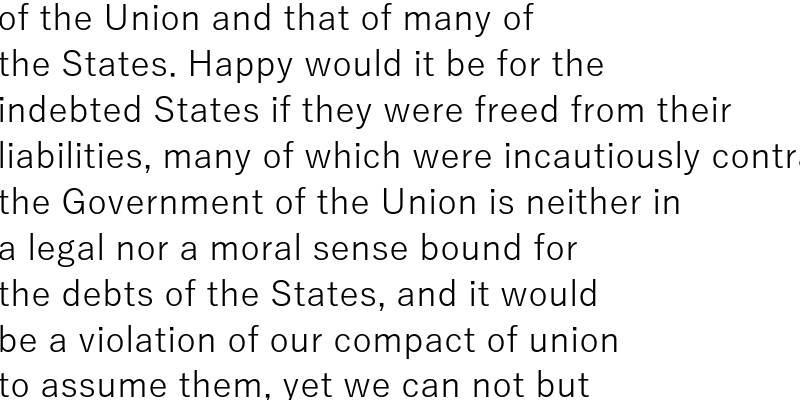 of the Union and that of many of
the States. Happy would it be for the
indebted States if they were freed from their
liabilities, many of which were incautiously
the Government of the Union is neither in
a legal nor a moral sense bound for
the debts of the States, and it would
be a violation of our compact of union
to assume them, yet we can not but